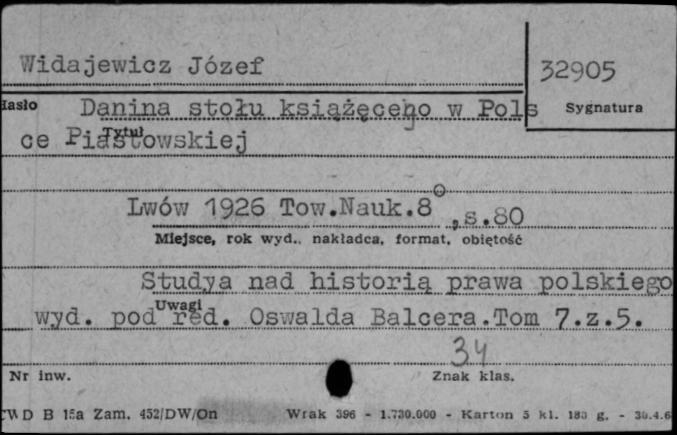 Widajewicz Józef
32905
Hasło Danina stołu książęcego w Pols Sygnatura
Tytuł
ce Piastowskiej
Lwów 1926 Tow.Nauk.8° ,s.80
Miejsce, rok wyd., nakładca, format, obiętość
Studya nad historią prawa polskiego
Uwagi
wyd. pod red. Oswalda Balcera.Tom 7.z.5.
34
Nr inw. Znak klas.
CWD B 15a Zam. 452/DW/On Wrak 396 - 1.730.000 - Karton 5 kl. 180 g. - 30.4.6